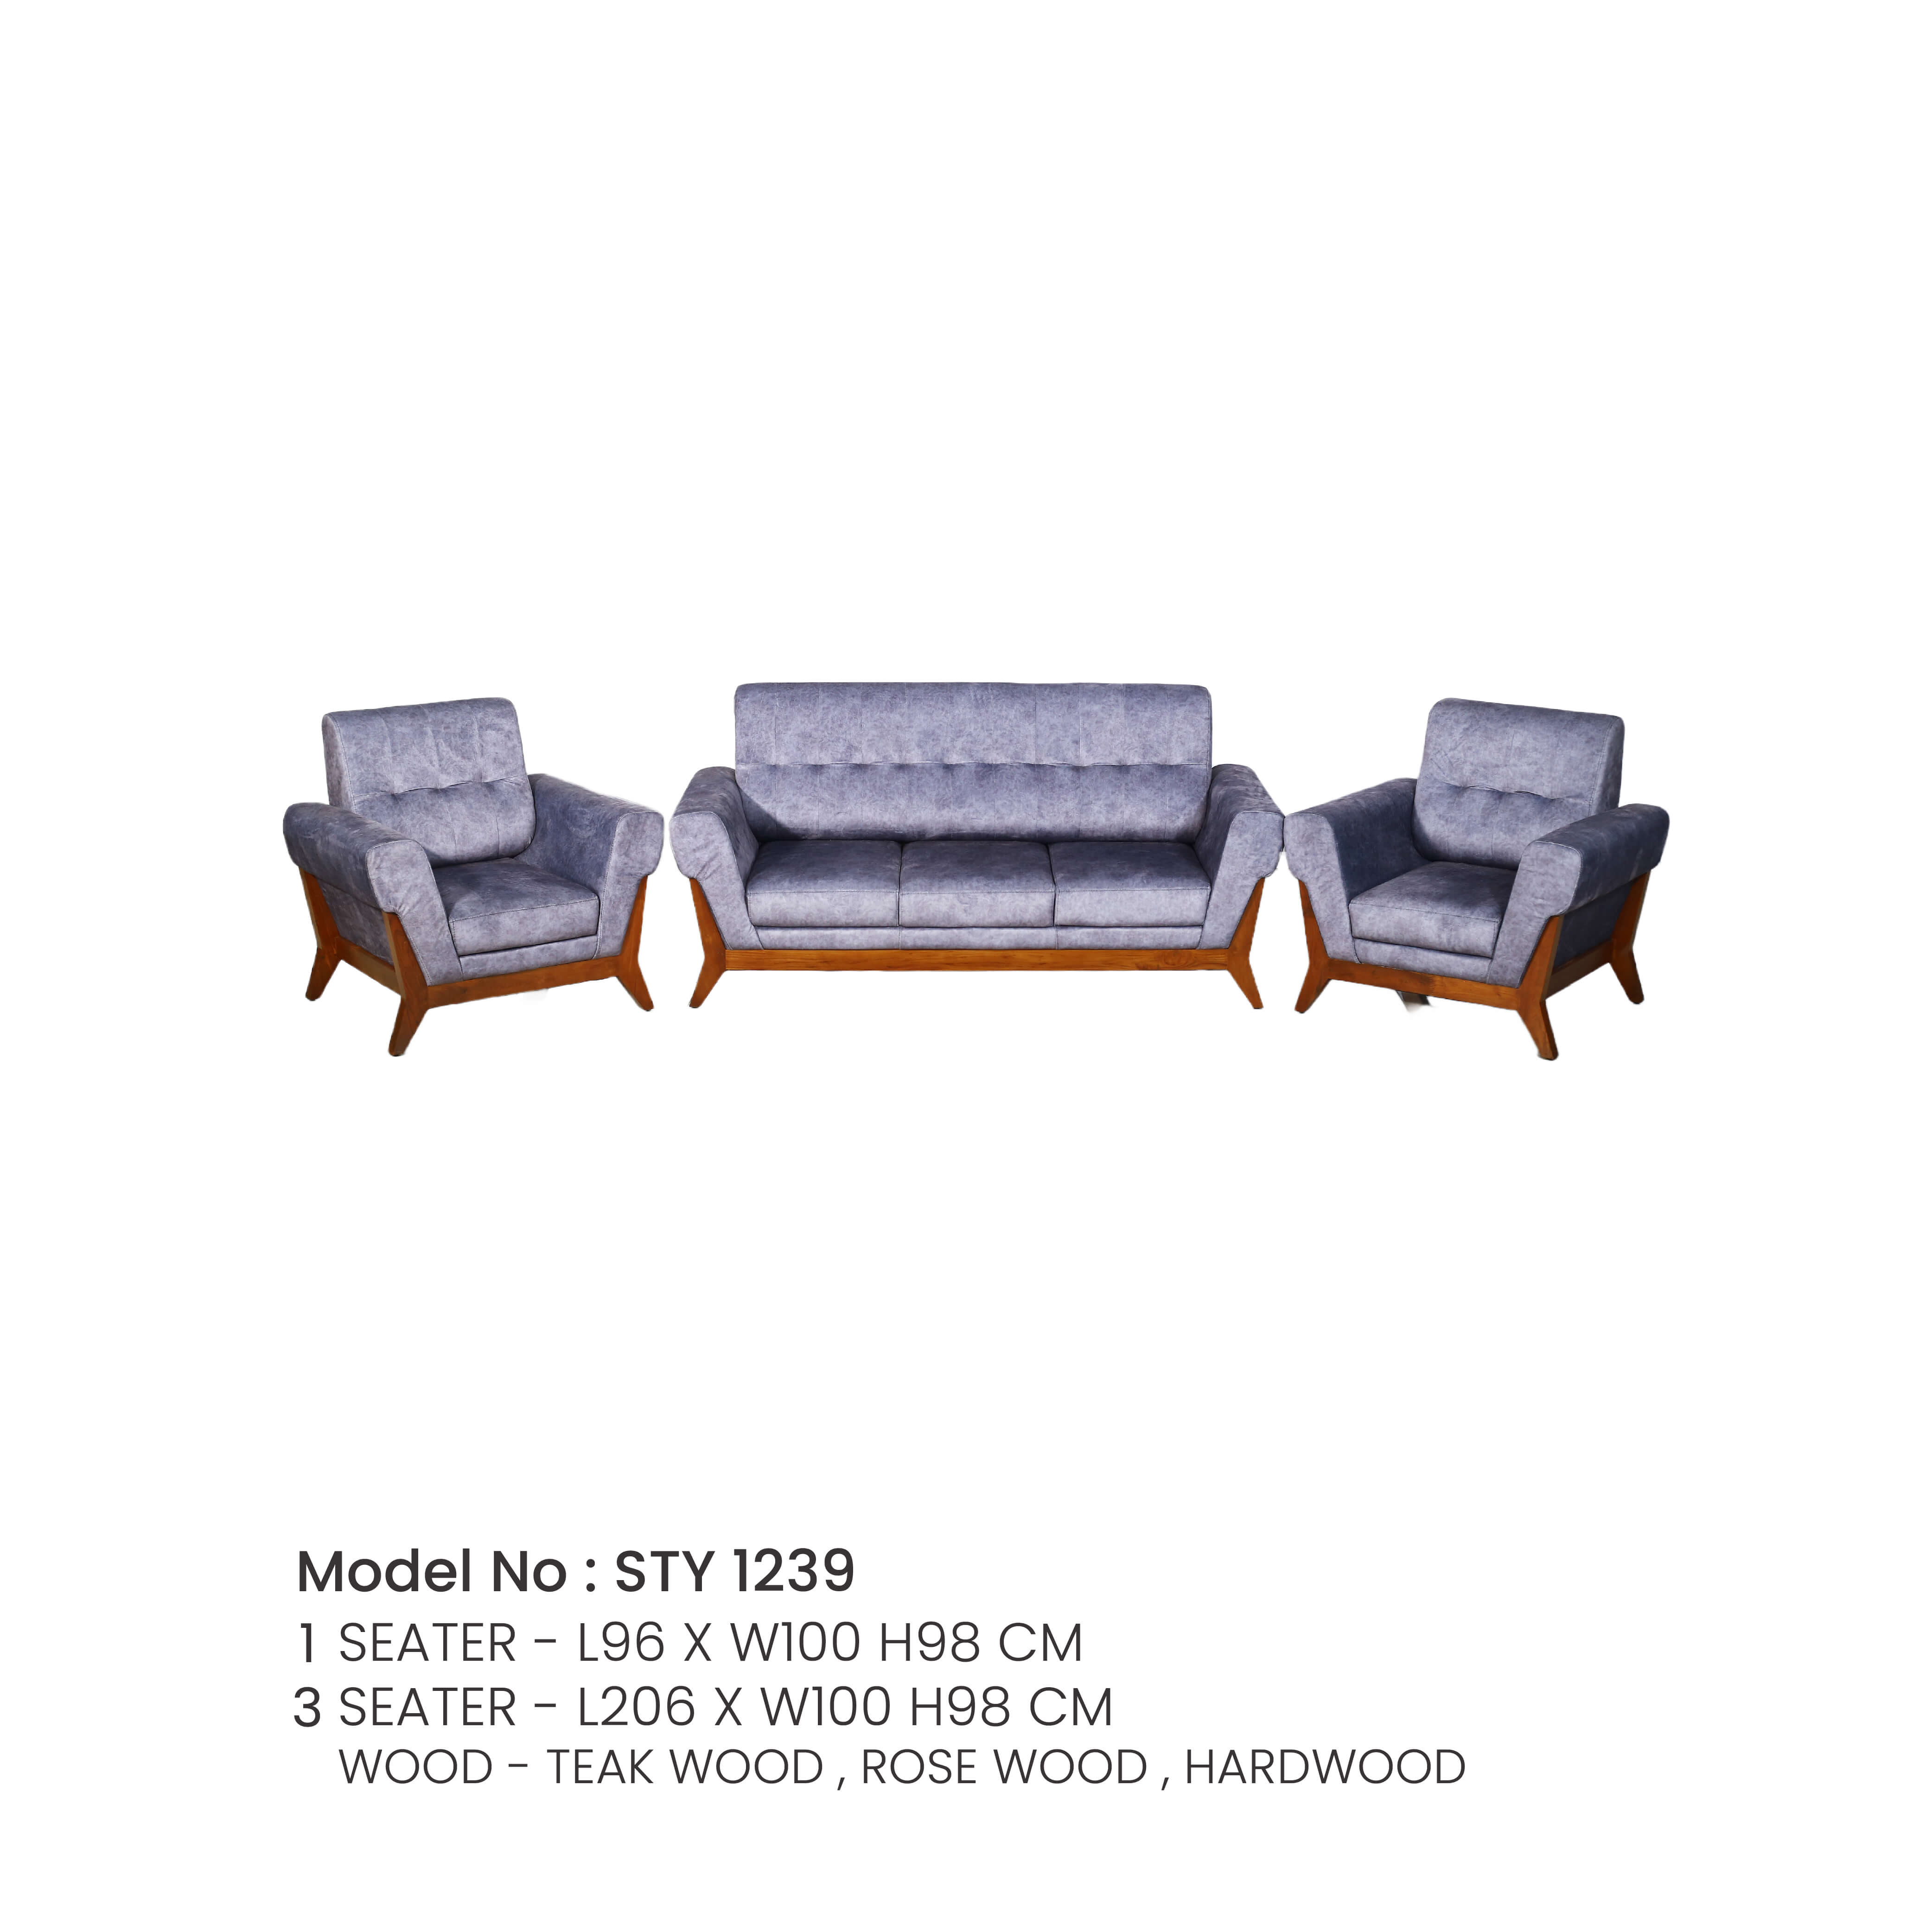 Model No : STY 1239
1 SEATER - L96 X W100 H98 CM
3 SEATER - L206 X W100 H98 CM
WOOD - TEAK WOOD , ROSE WOOD , HARDWOOD